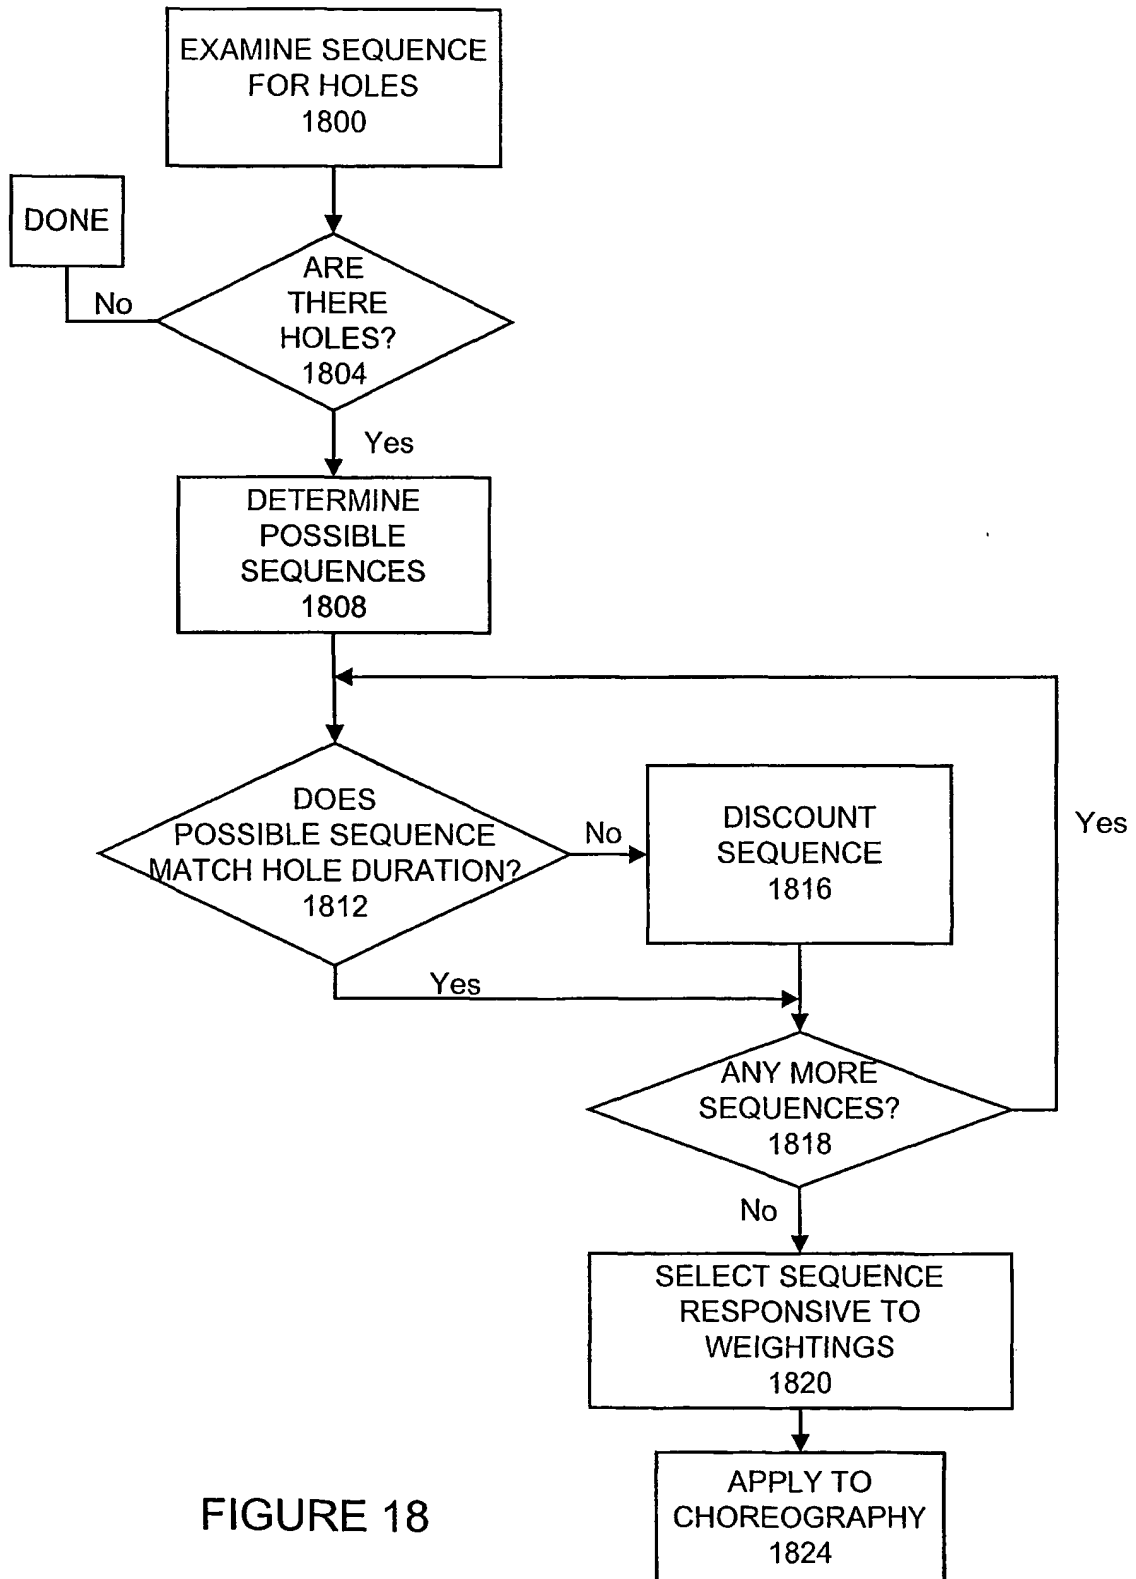 EXAMINE SEQUENCE
FOR HOLES
1800
DONE
No
ARE
THERE
HOLES?
1804
Yes
DETERMINE
POSSIBLE
SEQUENCES
1808
DOES
POSSIBLE SEQUENCE
MATCH HOLE DURATION?
1812
No
DISCOUNT
SEQUENCE
1816
Yes
Yes
ANY MORE
SEQUENCES?
1818
No
SELECT SEQUENCE
RESPONSIVE TO
WEIGHTINGS
1820
APPLY TO
CHOREOGRAPHY
1824
FIGURE 18